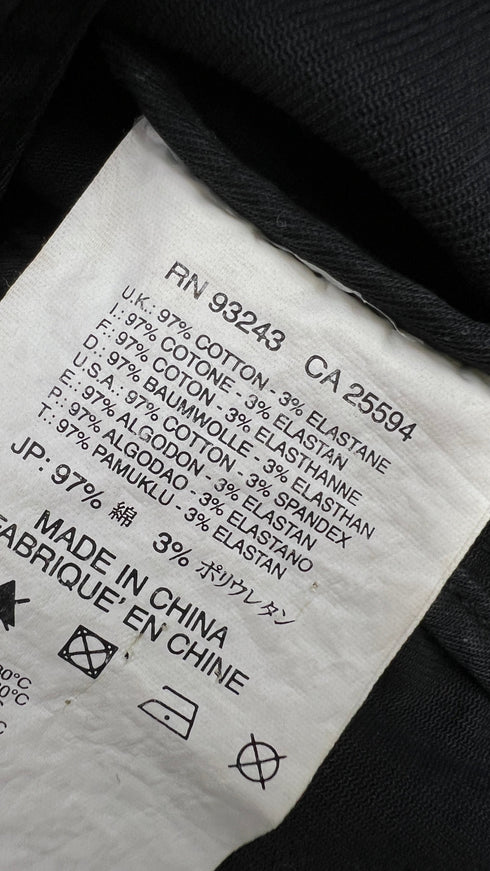 RN 93243 CA 25594
U.K.: 97% COTTON - 3% ELASTANE
I.: 97% COTONE - 3% ELASTAN
F.: 97% COTON - 3% ELASTHANNE
D.: 97% BAUMWOLLE - 3% ELASTHAN
U.S.A.: 97% COTTON - 3% SPANDEX
E.: 97% ALGODON - 3% ELASTAN
P.: 97% ALGODAO - 3% ELASTANO
T.: 97% PAMUKLU - 3% ELASTAN
JP: 97% 綿 3% ポリウレタン
MADE IN CHINA
FABRIQUE' EN CHINE
0°C
0°C
°C